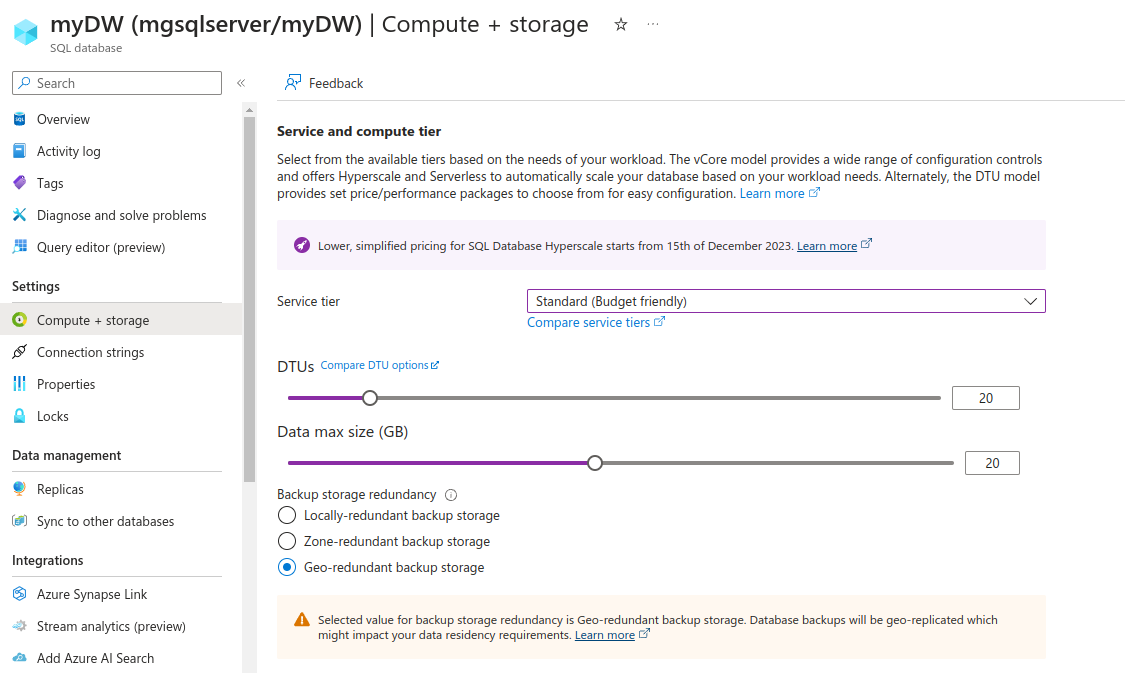 myDW (mgsqlserver/myDW) | Compute + storage
SQL database
Search
Overview
Activity log
Tags
Diagnose and solve problems
Query editor (preview)
Settings
Compute + storage
Connection strings
Properties
Locks
Data management
Replicas
Sync to other databases
Integrations
Azure Synapse Link
Stream analytics (preview)
Add Azure AI Search
Feedback
Service and compute tier
Select from the available tiers based on the needs of your workload. The vCore model provides a wide range of configuration controls
and offers Hyperscale and Serverless to automatically scale your database based on your workload needs. Alternately, the DTU model
provides set price/performance packages to choose from for easy configuration. Learn more
Lower, simplified pricing for SQL Database Hyperscale starts from 15th of December 2023. Learn more
Service tier
Standard (Budget friendly)
Compare service tiers
DTUs Compare DTU options
20
Data max size (GB)
20
Backup storage redundancy
Locally-redundant backup storage
Zone-redundant backup storage
Geo-redundant backup storage
Selected value for backup storage redundancy is Geo-redundant backup storage. Database backups will be geo-replicated which
might impact your data residency requirements. Learn more